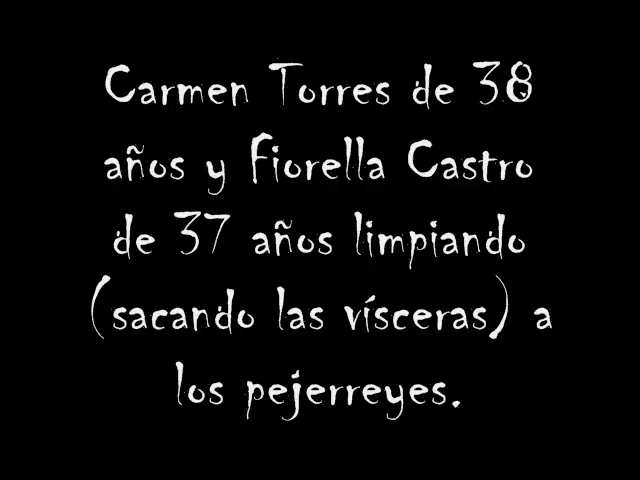 Carmen Torres de 38
años y Fiorella Castro
de 37 años limpiando
(sacando las vísceras) a
los pejerreyes.